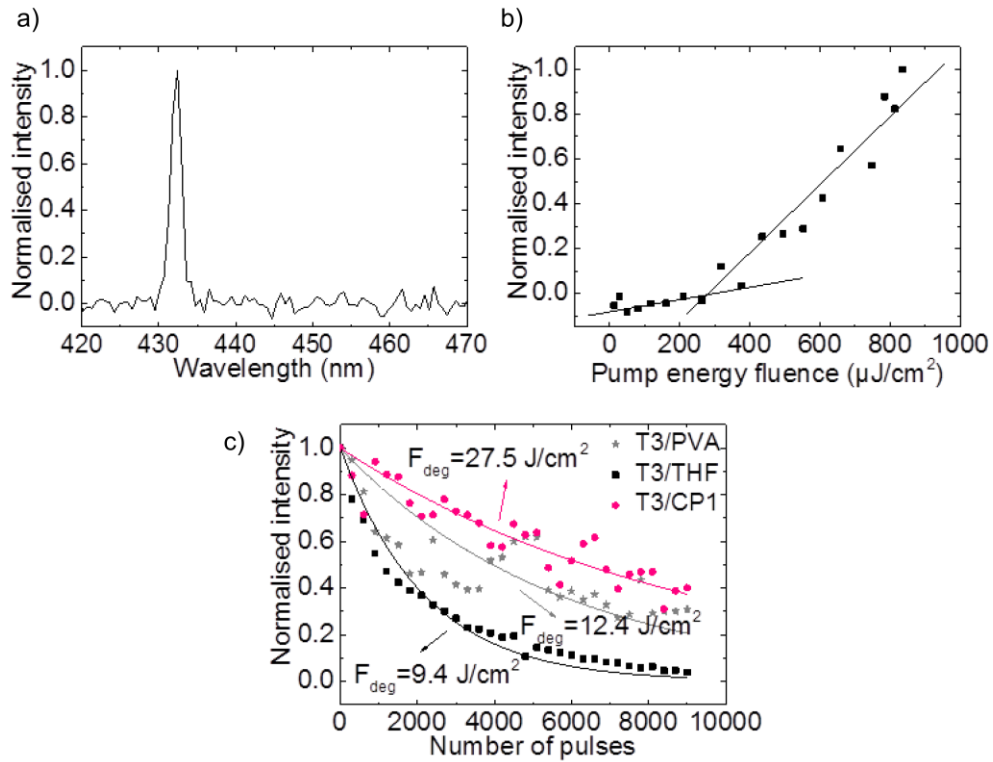 a)
Normalised intensity
1.0
0.8
0.6
0.4
0.2
0.0
420 430 440 450 460 470
Wavelength (nm)
b)
Normalised intensity
1.0
0.8
0.6
0.4
0.2
0.0
0 200 400 600 800 1000
Pump energy fluence (µJ/cm²)
c)
Normalised intensity
1.0
0.8
0.6
0.4
0.2
0.0
F_deg=27.5 J/cm²
T3/PVA
T3/THF
T3/CP1
F_deg=12.4 J/cm²
F_deg=9.4 J/cm²
0 2000 4000 6000 8000 10000
Number of pulses